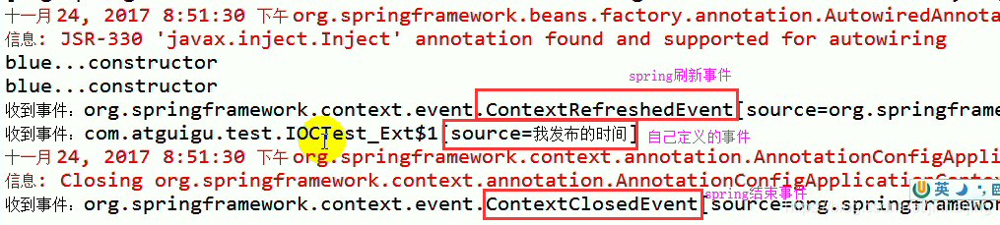 十一月 24, 2017 8:51:30 下午 org.springframework.beans.factory.annotation.AutowiredAnnota
信息: JSR-330 'javax.inject.Inject' annotation found and supported for autowiring
blue...constructor
blue...constructor
spring刷新事件
收到事件: org.springframework.context.event.ContextRefreshedEvent[source=org.springframe
收到事件: com.atguigu.test.IOCTest_Ext$1[source=我发布的时间] 自己定义的事件
十一月 24, 2017 8:51:30 下午 org.springframework.context.annotation.AnnotationConfigAppli
信息: Closing org.springframework.context.annotation.AnnotationConfigApplication
英
spring结束事件
收到事件: org.springframework.context.event.ContextClosedEvent[source=org.springframewor